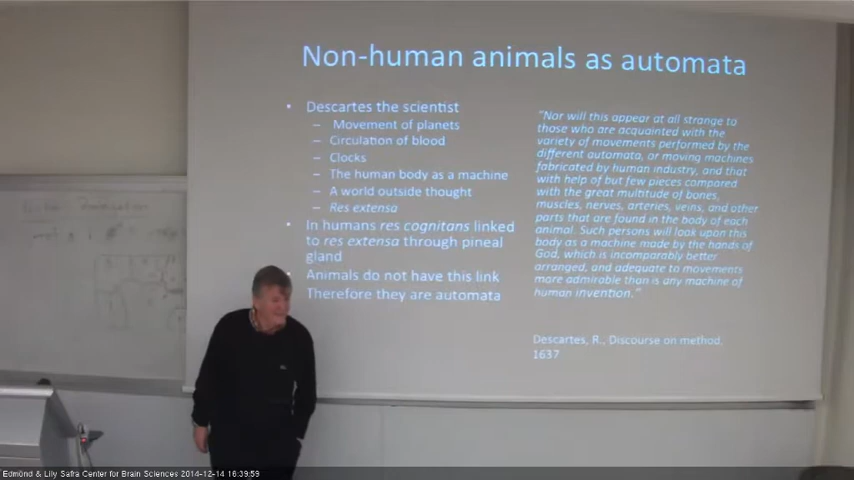 Non-human animals as automata
• Descartes the scientist
– Movement of planets
– Circulation of blood
– Clocks
– The human body as a machine
– A world outside thought
– Res extensa
• In humans res cognitans linked
to res extensa through pineal
gland
• Animals do not have this link
Therefore they are automata
"Nor will this appear at all strange to
those who are acquainted with the
variety of movements performed by the
different automata, or moving machines
fabricated by human industry, and that
with help of but few pieces compared
with the great multitude of bones,
muscles, nerves, arteries, veins, and other
parts that are found in the body of each
animal. Such persons will look upon this
body as a machine made by the hands of
God, which is incomparably better
arranged, and adequate to movements
more admirable than is any machine of
human invention."
Descartes, R., Discourse on method,
1637
Edmond & Lily Safra Center for Brain Sciences 2014-12-14 16:39:59